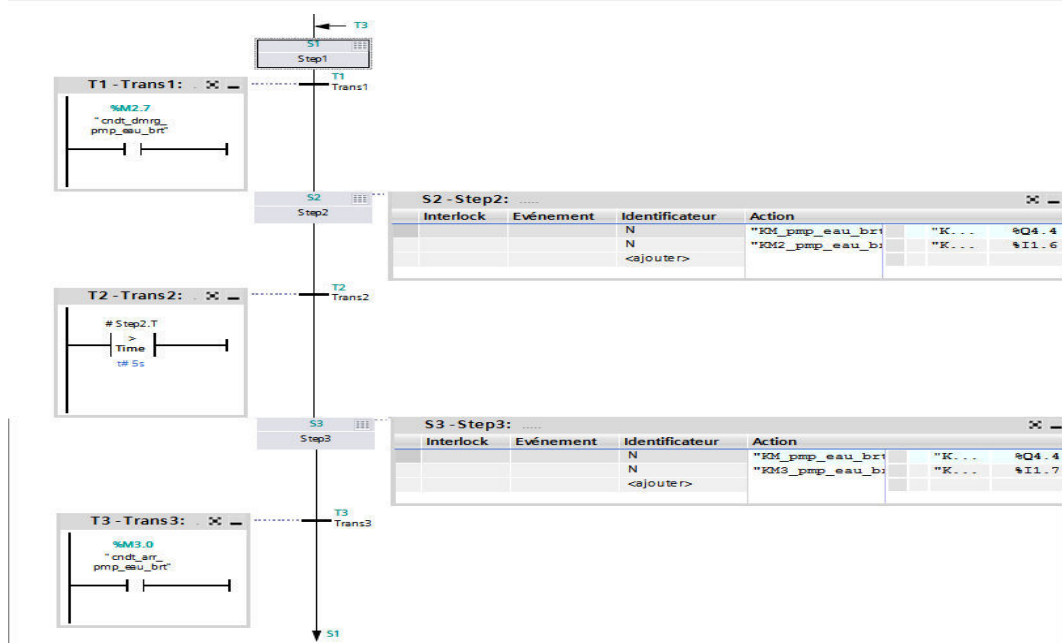 T3
S1
Step1
T1 - Trans1:
T1
Trans1
%M2.7
"cndt_dmrg_
pmp_eau_brt"
S2
Step2
S2 - Step2: .....
Interlock Evénement Identificateur Action
N "KM_pmp_eau_brt "K... %Q4.4
N "KM2_pmp_eau_b "K... %I1.6
<ajouter>
T2 - Trans2:
T2
Trans2
# Step2.T
>
Time
t# 5s
S3
Step3
S3 - Step3: .....
Interlock Evénement Identificateur Action
N "KM_pmp_eau_brt "K... %Q4.4
N "KM3_pmp_eau_b "K... %I1.7
<ajouter>
T3 - Trans3:
T3
Trans3
%M3.0
"cndt_arr_
pmp_eau_brt"
S1